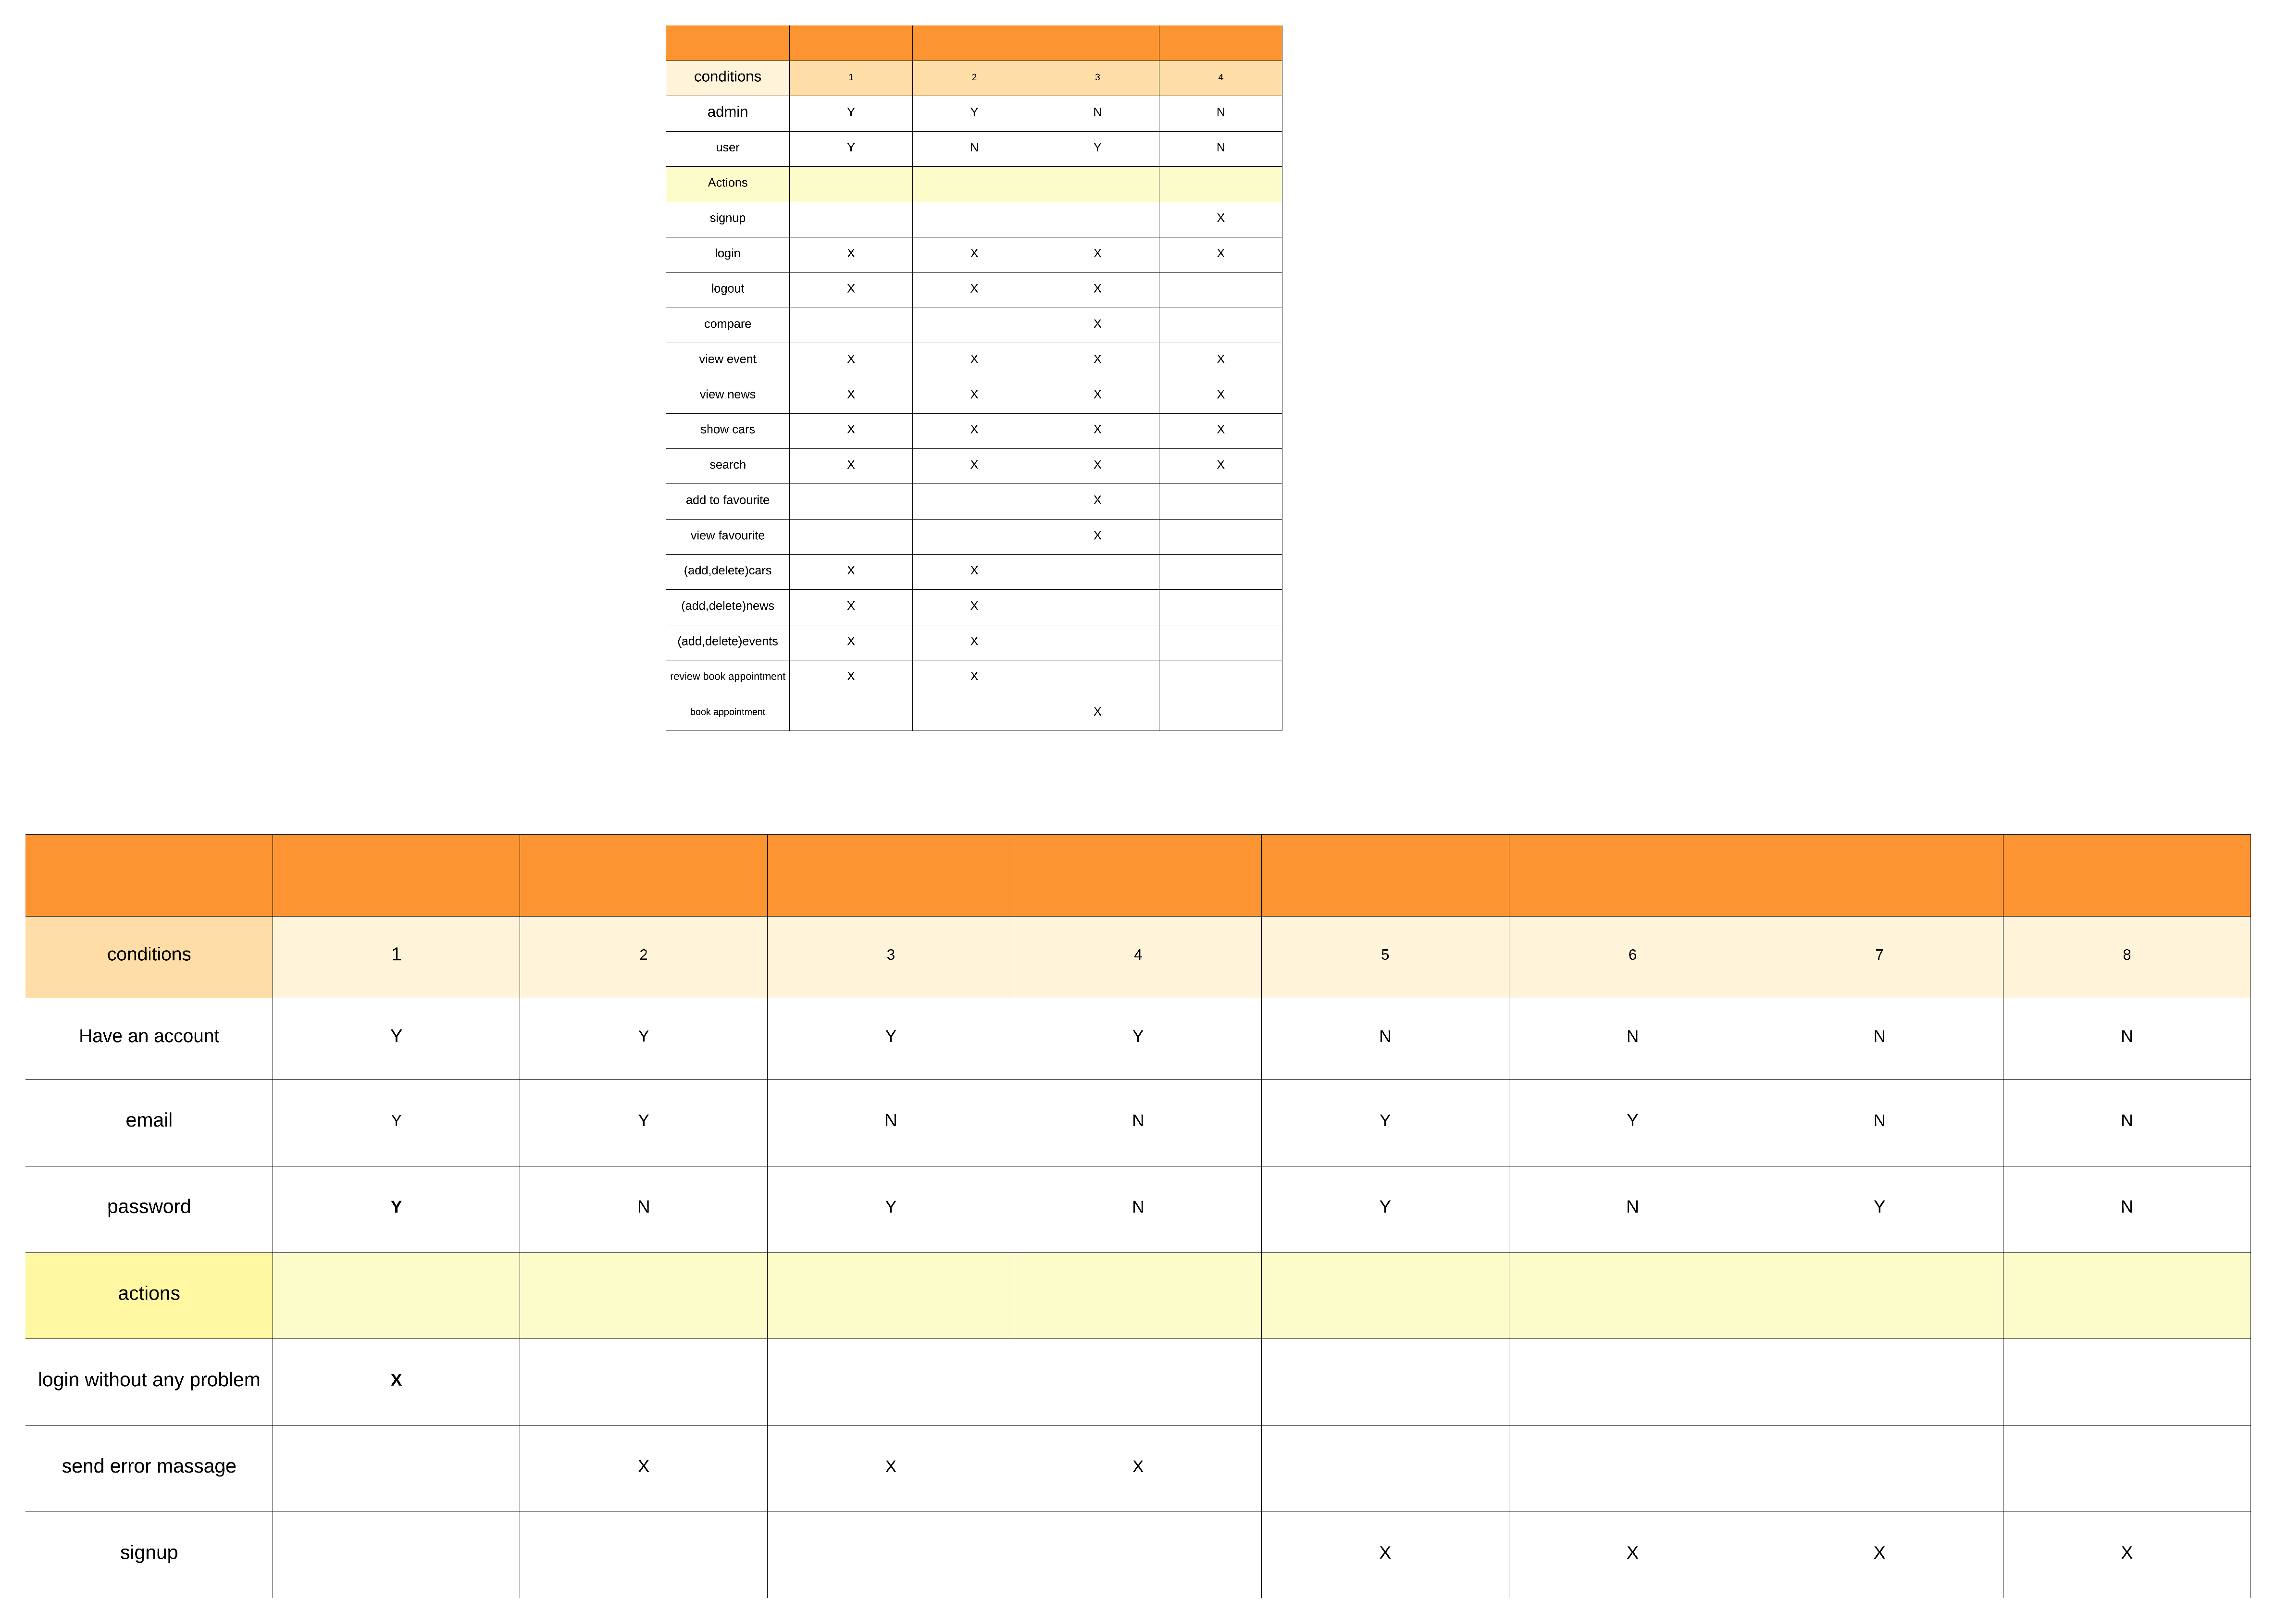 conditions 1 2 3 4
admin Y Y N N
user Y N Y N
Actions
signup X
login X X X X
logout X X X
compare X
view event X X X X
view news X X X X
show cars X X X X
search X X X X
add to favourite X
view favourite X
(add,delete)cars X X
(add,delete)news X X
(add,delete)events X X
review book appointment X X
book appointment X
conditions 1 2 3 4 5 6 7 8
Have an account Y Y Y Y N N N N
email Y Y N N Y Y N N
password Y N Y N Y N Y N
actions
login without any problem X
send error massage X X X
signup X X X X